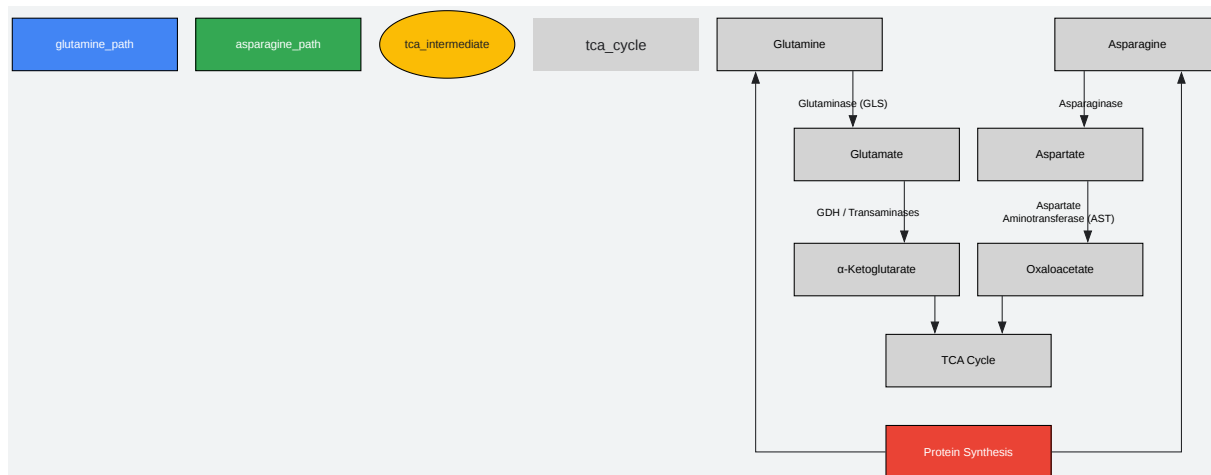 glutamine_path
asparagine_path
tca_intermediate
tca_cycle
Glutamine
Asparagine
Glutaminase (GLS)
Asparaginase
Glutamate
Aspartate
GDH / Transaminases
Aspartate
Aminotransferase (AST)
α-Ketoglutarate
Oxaloacetate
TCA Cycle
Protein Synthesis